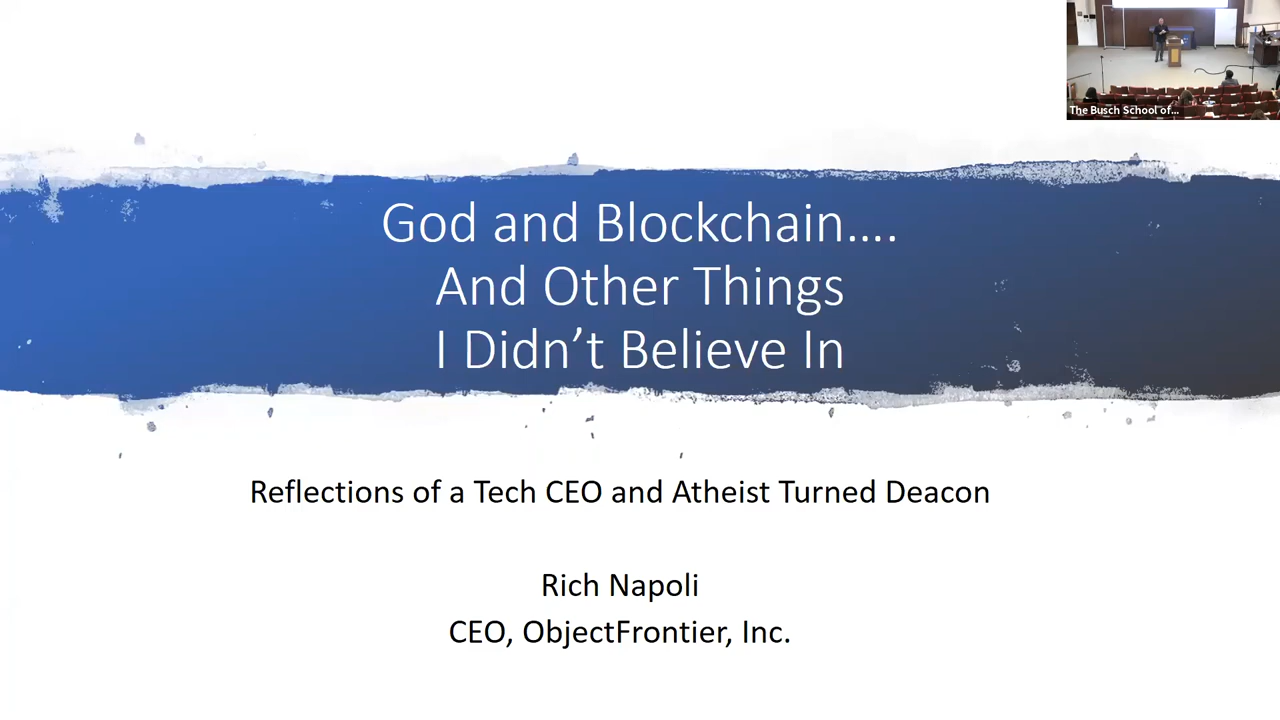 The Busch School of...
God and Blockchain….
And Other Things
I Didn’t Believe In
Reflections of a Tech CEO and Atheist Turned Deacon
Rich Napoli
CEO, ObjectFrontier, Inc.